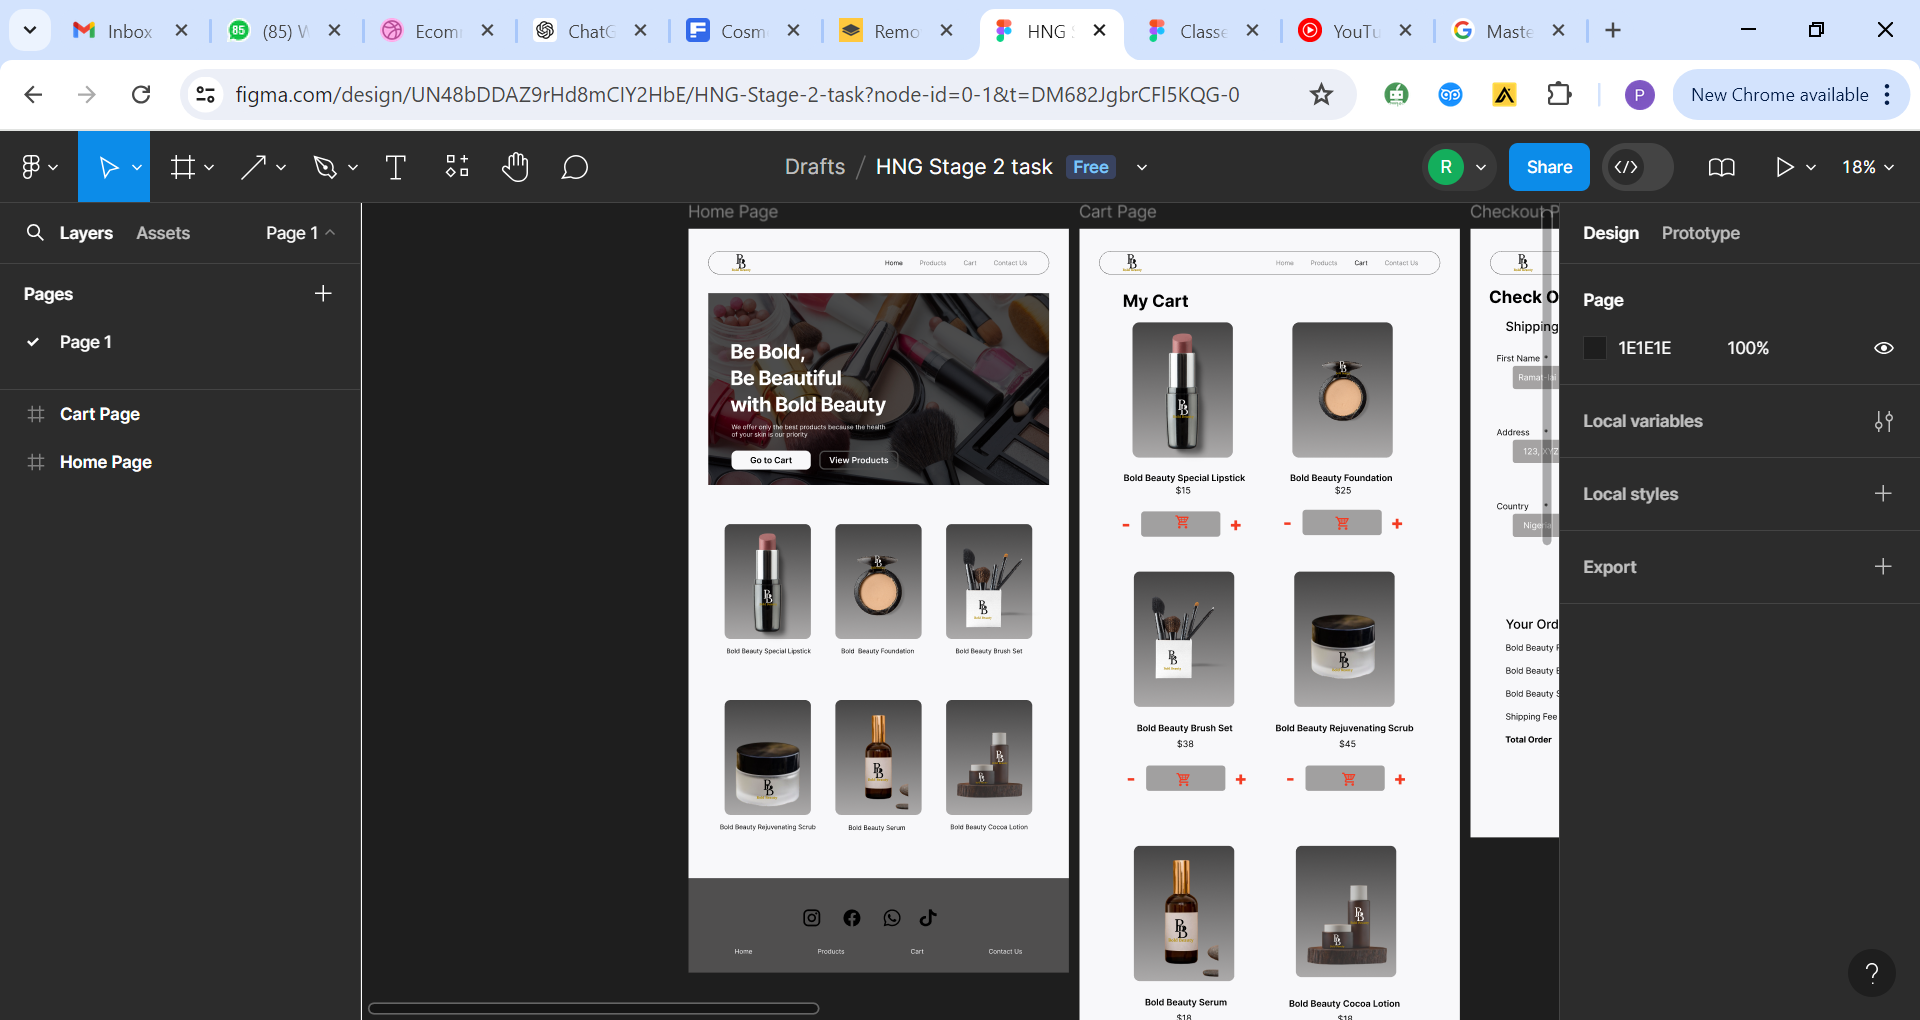 Inbox
(85) W
Ecom
ChatG
Cosm
Remo
HNG S
Classe
YouTu
Maste
figma.com/design/UN48bDDAZ9rHd8mCIY2HbE/HNG-Stage-2-task?node-id=0-1&t=DM682JgbrCFl5KQG-0
P
New Chrome available
Drafts / HNG Stage 2 task Free
R
Share
18%
Layers Assets Page 1
Pages
Page 1
Cart Page
Home Page
Home Page
Home Products Cart Contact Us
Be Bold,
Be Beautiful
with Bold Beauty
We offer only the best products because the health
of your skin is our priority
Go to Cart View Products
Bold Beauty Special Lipstick Bold Beauty Foundation Bold Beauty Brush Set
Bold Beauty Rejuvenating Scrub Bold Beauty Serum Bold Beauty Cocoa Lotion
Home Products Cart Contact Us
Cart Page
Home Products Cart Contact Us
My Cart
Bold Beauty Special Lipstick Bold Beauty Foundation
$15 $25
- + - +
Bold Beauty Brush Set Bold Beauty Rejuvenating Scrub
$38 $45
- + - +
Bold Beauty Serum Bold Beauty Cocoa Lotion
$18 $18
Checkout P
Check O
Shipping
First Name *
Ramat-lai
Address *
123, XYZ
Country *
Nigeria
Your Ord
Bold Beauty F
Bold Beauty B
Bold Beauty S
Shipping Fee
Total Order
Design Prototype
Page
1E1E1E 100%
Local variables
Local styles
Export
?